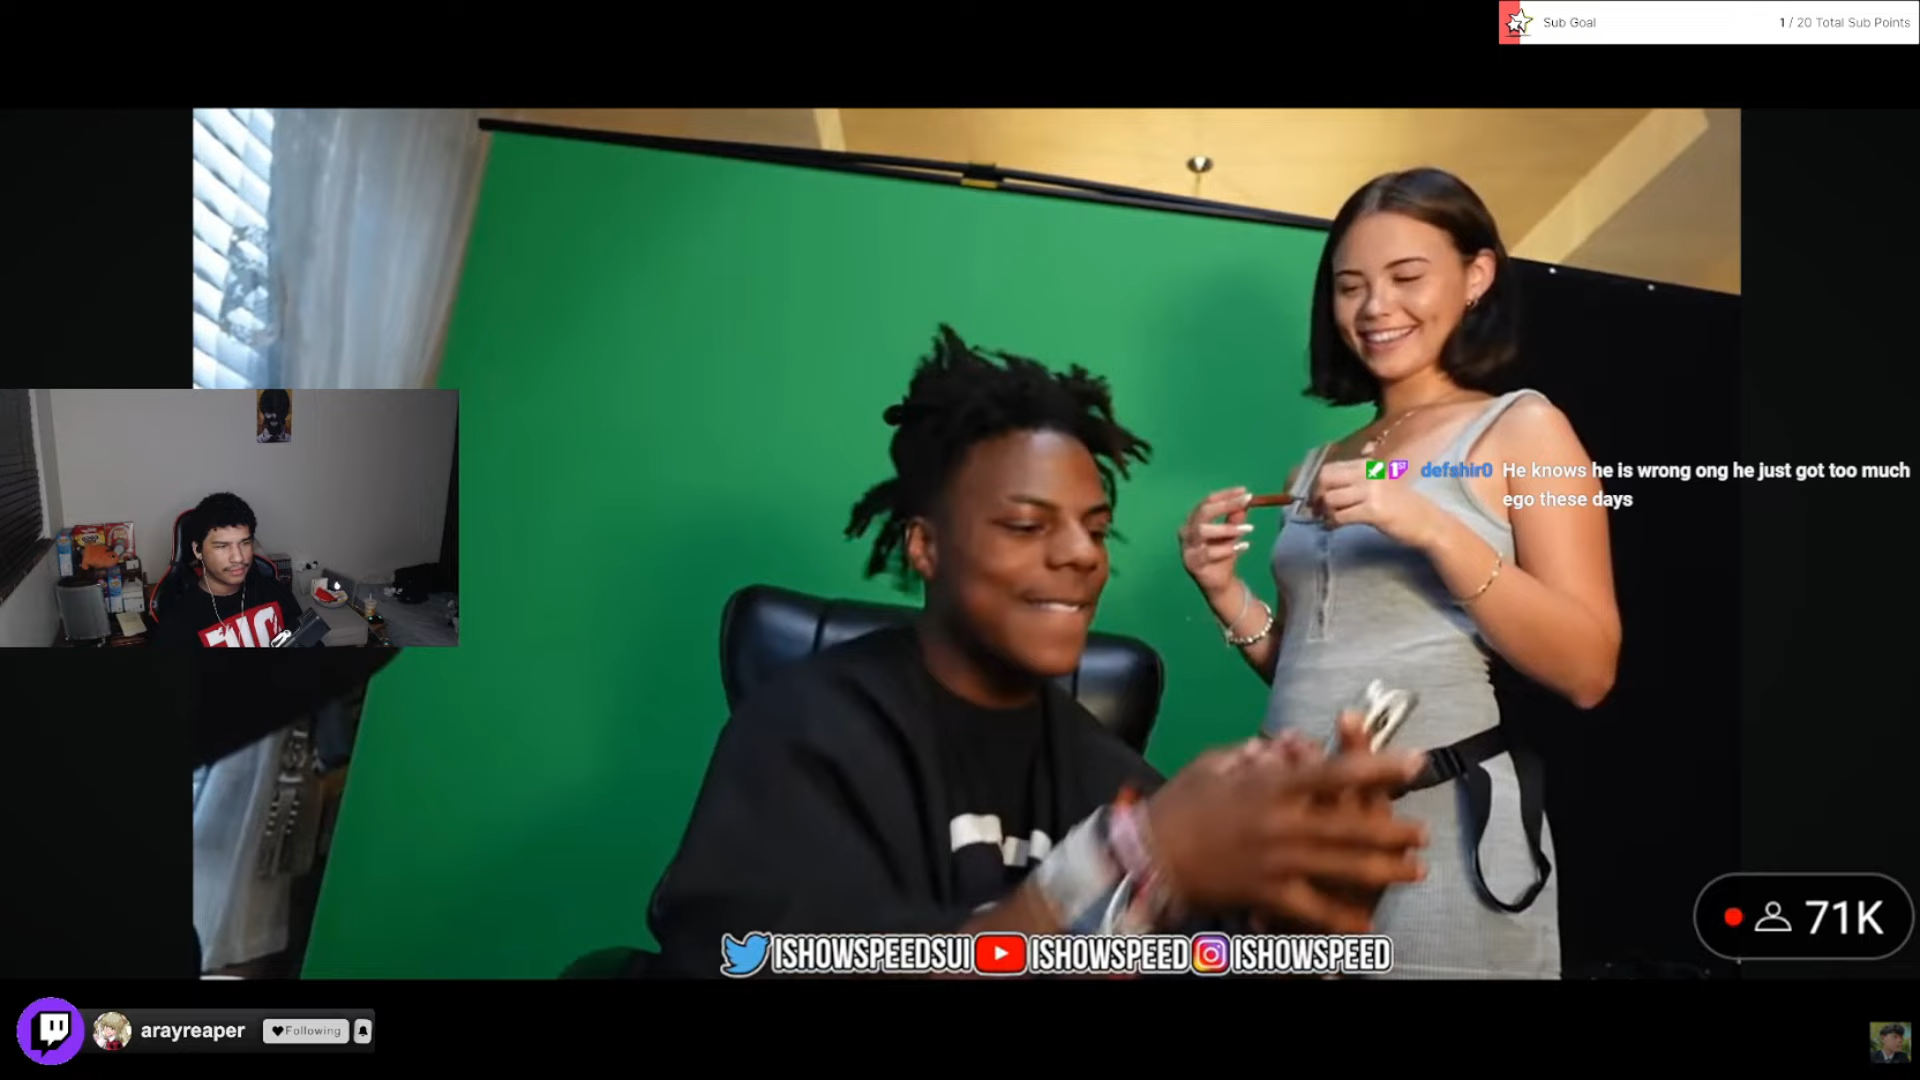 Sub Goal
1 / 20 Total Sub Points
defshir0 He knows he is wrong ong he just got too much
ego these days
71K
ISHOWSPEEDSUI ISHOWSPEED ISHOWSPEED
arayreaper Following